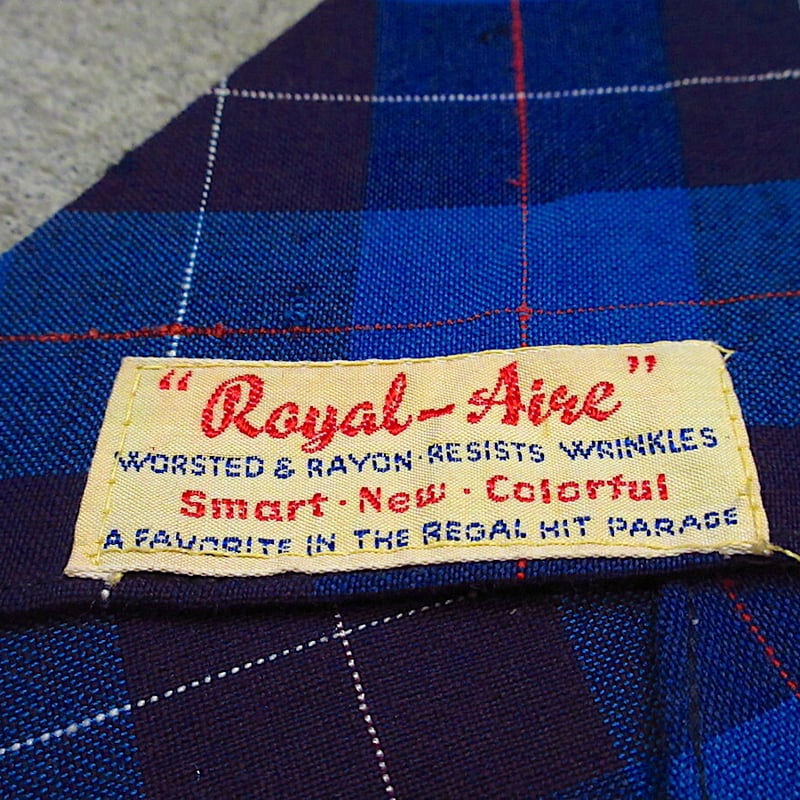 "Royal-Aire"
WORSTED & RAYON·RESISTS WRINKLES
Smart · New · Colorful
A FAVORITE IN THE REGAL HIT PARADE